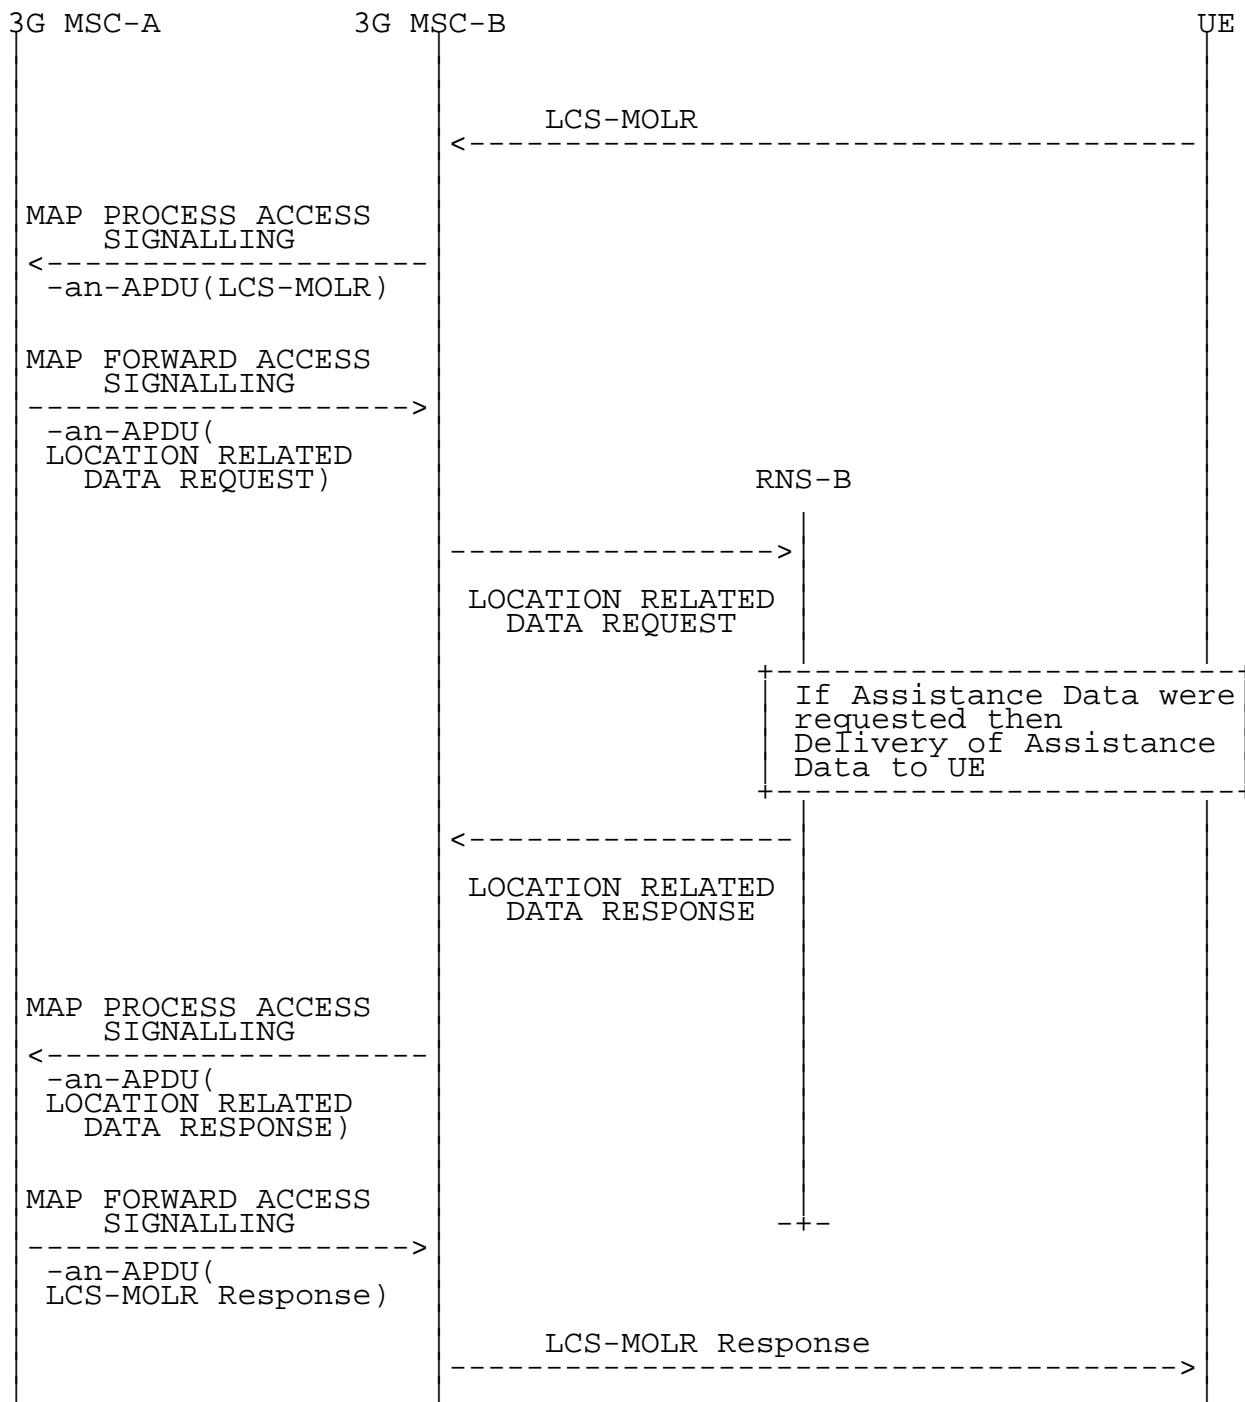 3G MSC-A 3G MSC-B UE
LCS-MOLR
MAP PROCESS ACCESS
SIGNALLING
-an-APDU(LCS-MOLR)
MAP FORWARD ACCESS
SIGNALLING
-an-APDU(
LOCATION RELATED
DATA REQUEST)
RNS-B
LOCATION RELATED
DATA REQUEST
If Assistance Data were
requested then
Delivery of Assistance
Data to UE
LOCATION RELATED
DATA RESPONSE
MAP PROCESS ACCESS
SIGNALLING
-an-APDU(
LOCATION RELATED
DATA RESPONSE)
MAP FORWARD ACCESS
SIGNALLING
-an-APDU(
LCS-MOLR Response)
LCS-MOLR Response